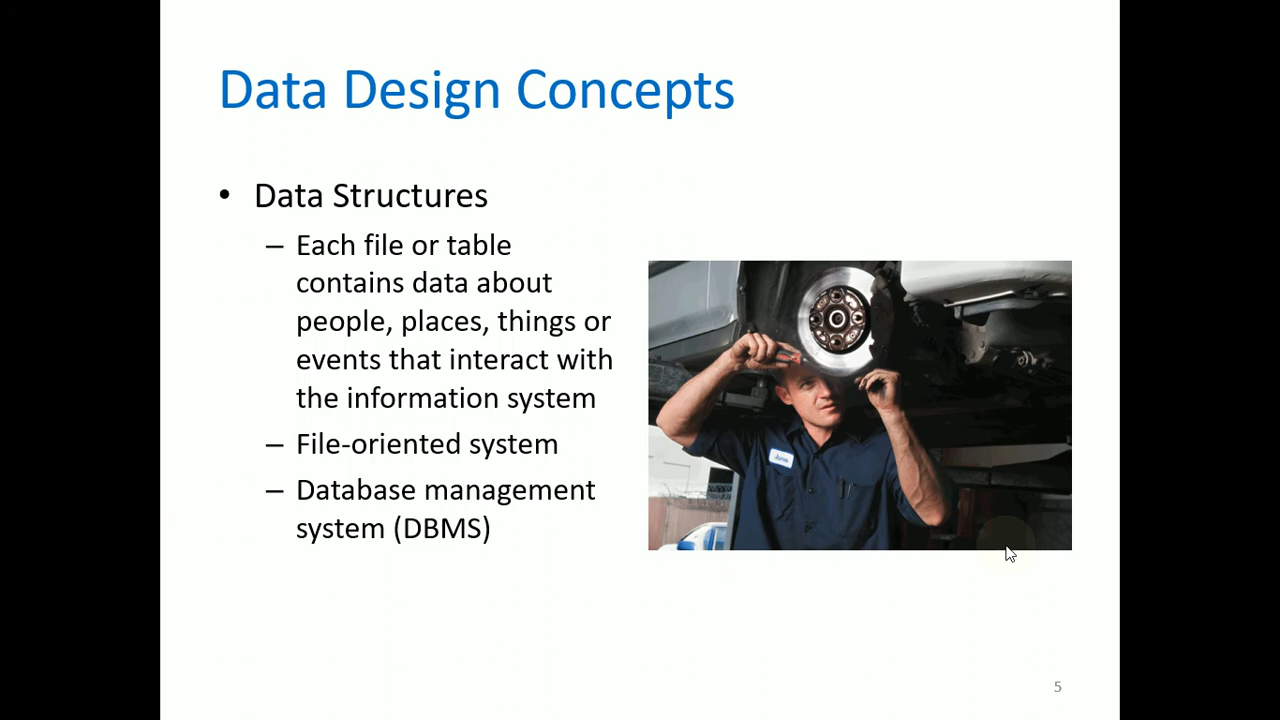 Data Design Concepts
• Data Structures
– Each file or table
contains data about
people, places, things or
events that interact with
the information system
– File-oriented system
– Database management
system (DBMS)
5